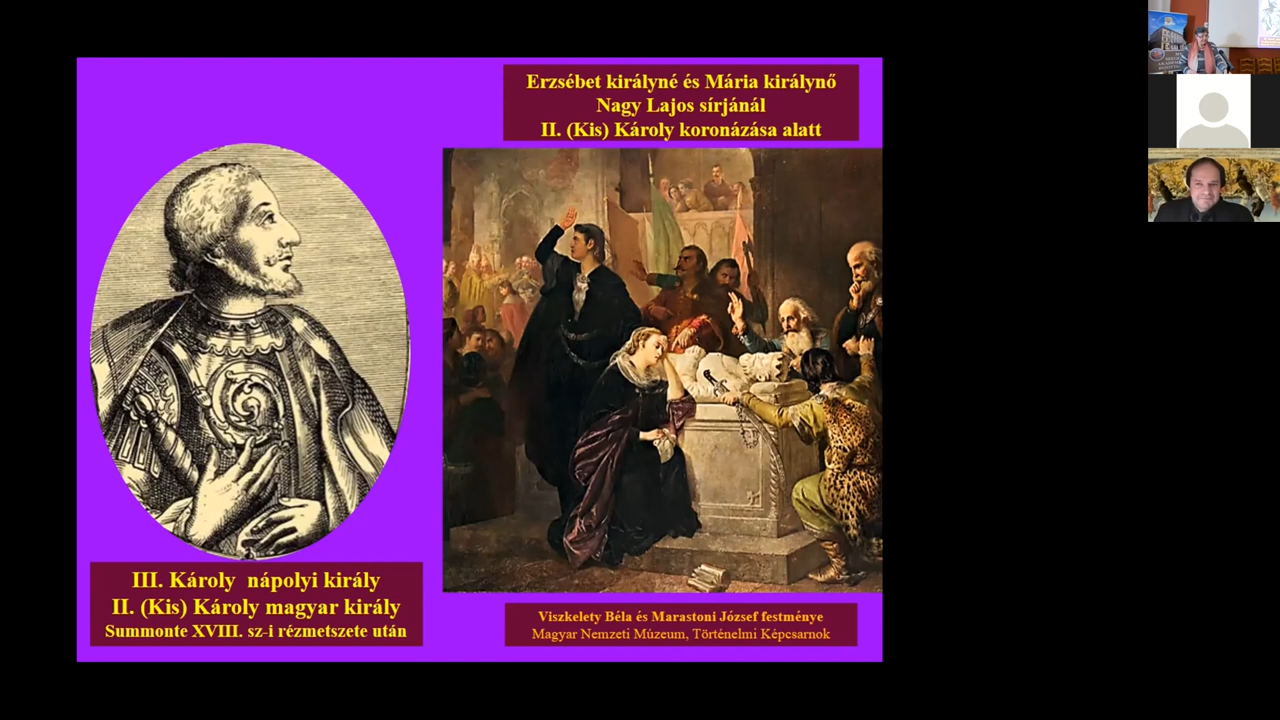 Erzsébet királyné és Mária királynő
Nagy Lajos sírjánál
II. (Kis) Károly koronázása alatt
III. Károly nápolyi király
II. (Kis) Károly magyar király
Summonte XVIII. sz-i rézmetszete után
Viszkelety Béla és Marastoni József festménye
Magyar Nemzeti Múzeum, Történelmi Képcsarnok